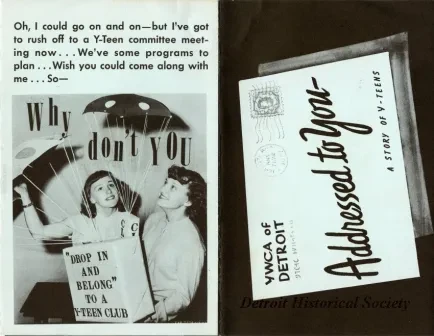 Oh, I could go on and on—but I've got
to rush off to a Y-Teen committee meet-
ing now . . . We've some programs to
plan . . . Wish you could come along with
me . . . So—
Why
don't YOU
"DROP IN
AND
BELONG"
TO A
Y-TEEN CLUB
YWCA of
DETROIT
Addressed to You-
A STORY OF Y-TEENS
Detroit Historical Society